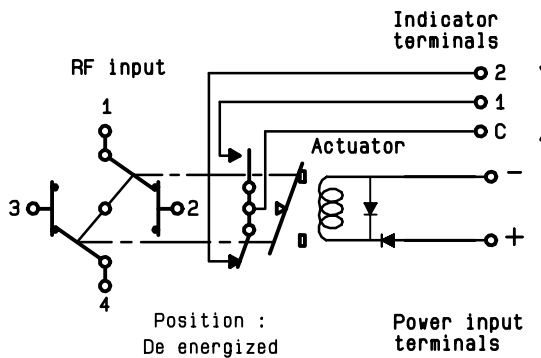 Indicator
terminals
RF input
2
1
1
C
Actuator
-
3
2
+
4
Position :
De energized
Power input
terminals